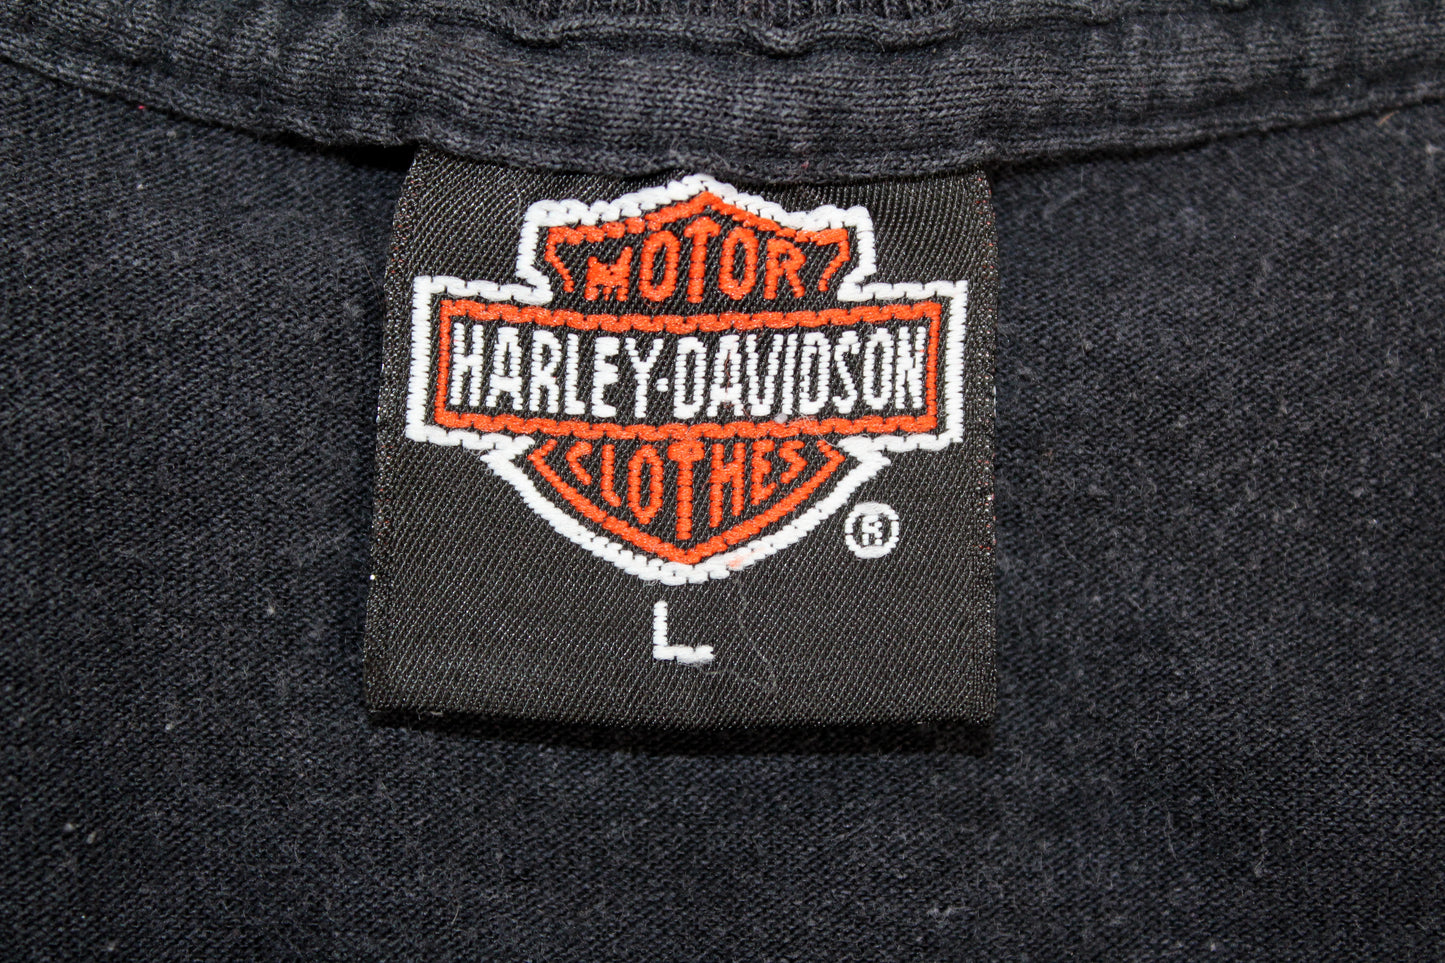 MOTOR
HARLEY-DAVIDSON
CLOTHES
®
L